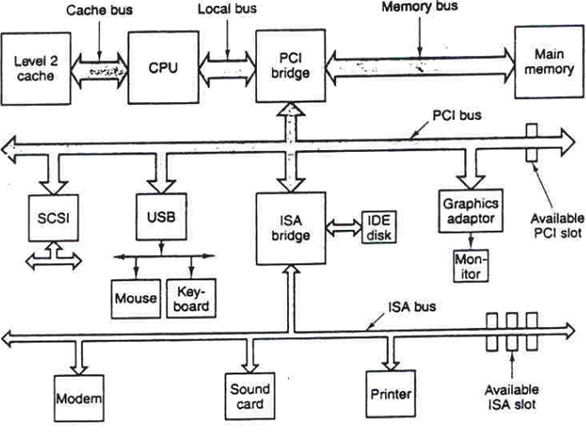 Cache bus
Local bus
Memory bus
Level 2
cache
CPU
PCI
bridge
Main
memory
PCI bus
SCSI
USB
ISA
bridge
IDE
disk
Graphics
adaptor
Available
PCI slot
Mouse
Key-
board
Mon-
itor
ISA bus
Modem
Sound
card
Printer
Available
ISA slot